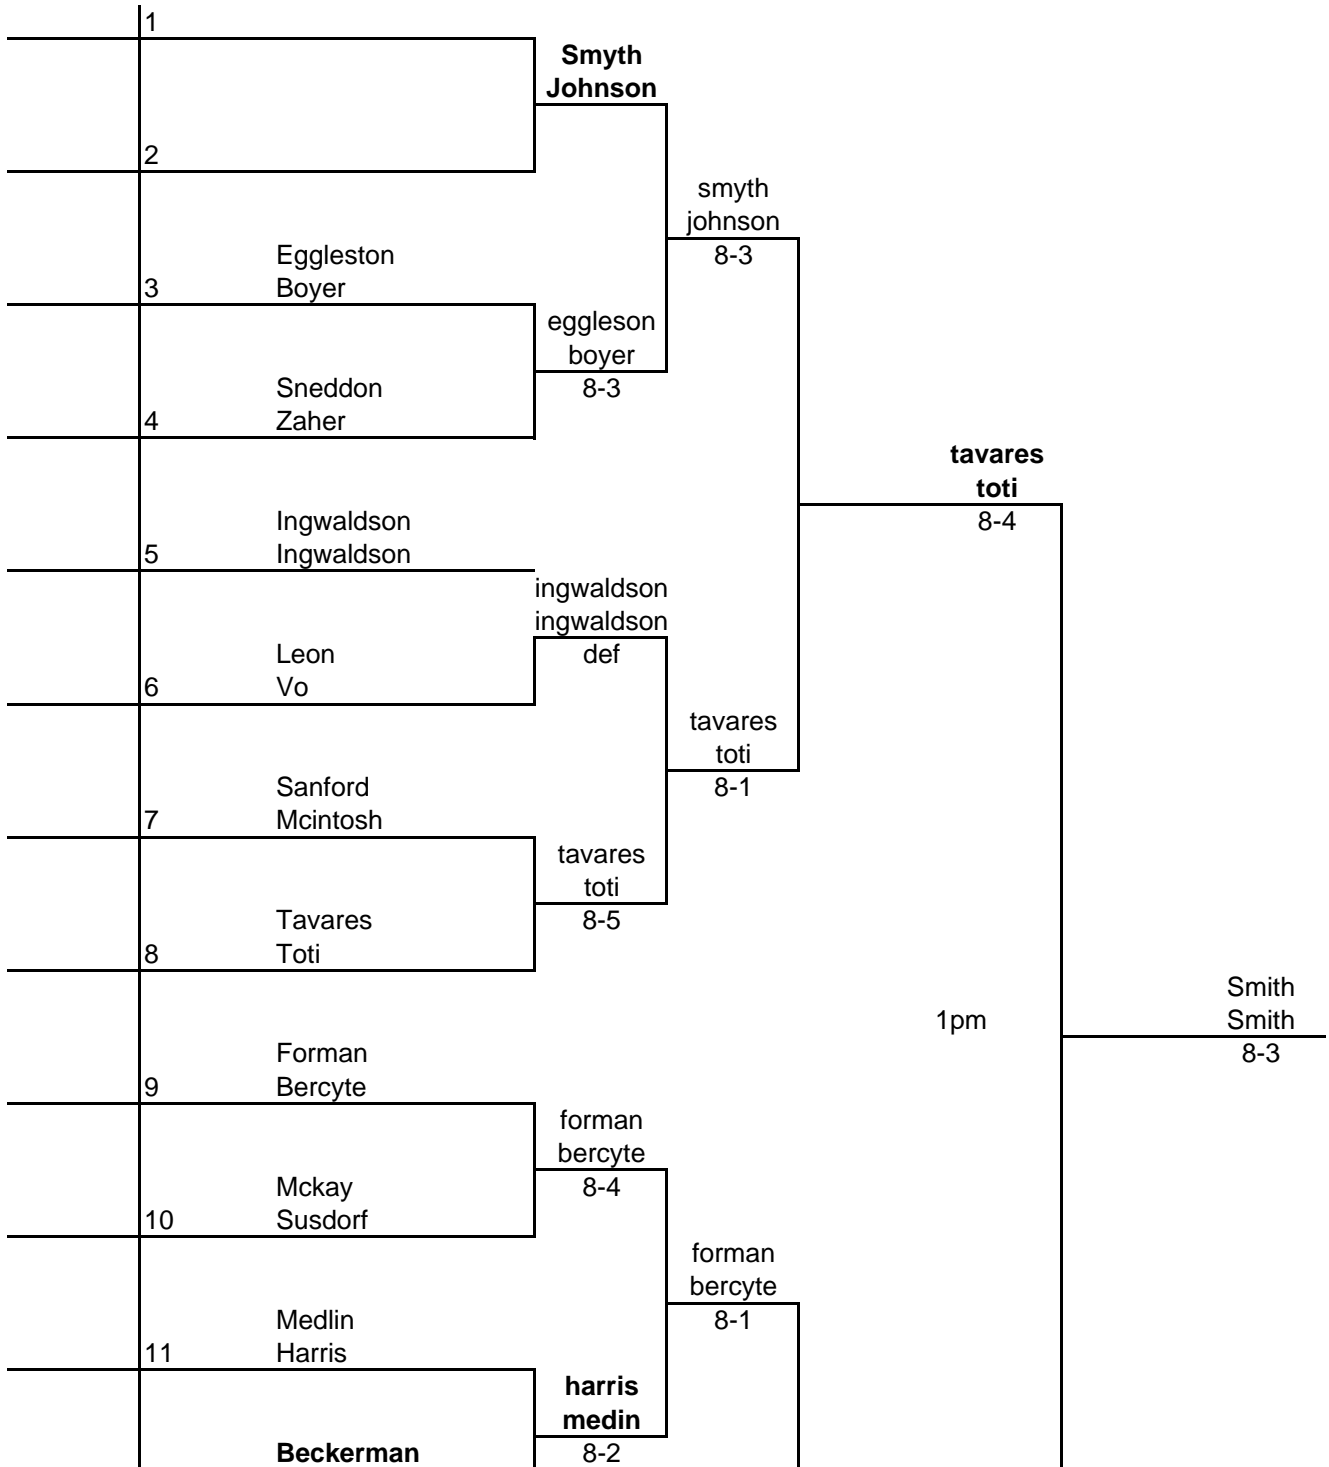 1
Smyth
Johnson
2
smyth
johnson
Eggleston
8-3
3 Boyer
eggleson
boyer
Sneddon
8-3
4 Zaher
tavares
toti
Ingwaldson
8-4
5 Ingwaldson
ingwaldson
ingwaldson
Leon
def
6 Vo
tavares
toti
Sanford
8-1
7 Mcintosh
tavares
toti
Tavares
8-5
8 Toti
Smith
1pm
Smith
Forman
8-3
9 Bercyte
forman
bercyte
Mckay
8-4
10 Susdorf
forman
bercyte
Medlin
8-1
11 Harris
harris
medin
Beckerman
8-2